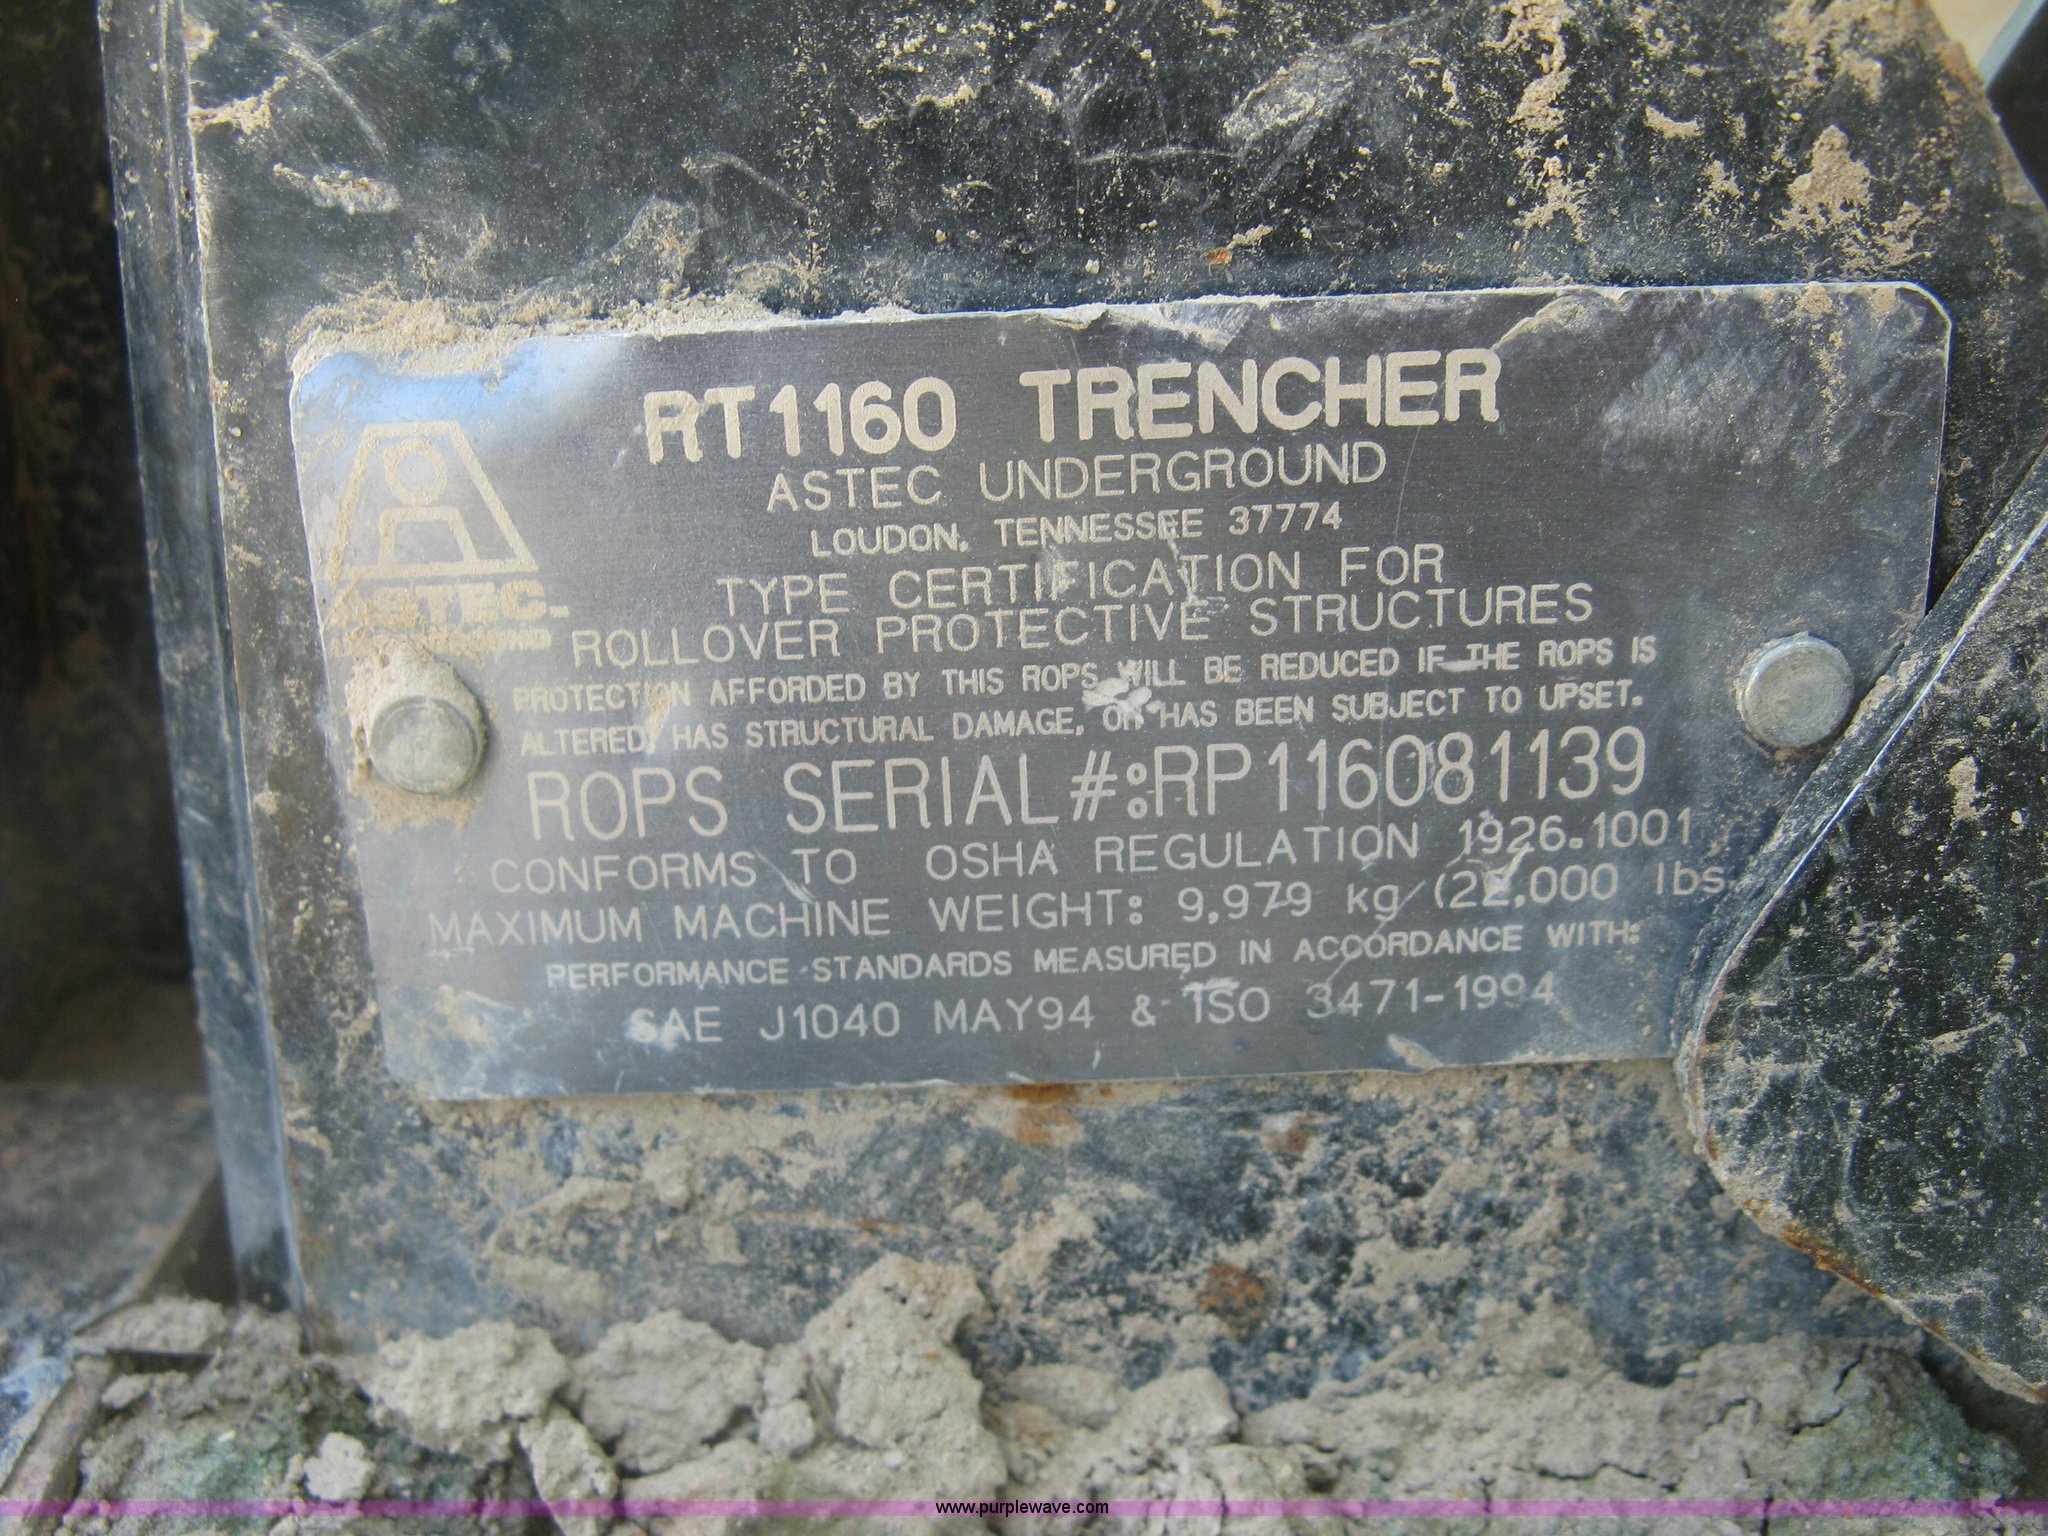 RT1160 TRENCHER
ASTEC UNDERGROUND
LOUDON, TENNESSEE 37774
TYPE CERTIFICATION FOR
ROLLOVER PROTECTIVE STRUCTURES
ASTEC
PROTECTION AFFORDED BY THIS ROPS WILL BE REDUCED IF THE ROPS IS
ALTERED, HAS STRUCTURAL DAMAGE, OR HAS BEEN SUBJECT TO UPSET.
ROPS SERIAL #:RP116081139
CONFORMS TO OSHA REGULATION 1926.1001
MAXIMUM MACHINE WEIGHT: 9,979 kg (22,000 lbs
PERFORMANCE STANDARDS MEASURED IN ACCORDANCE WITH:
SAE J1040 MAY94 & ISO 3471-1994
www.purplewave.com